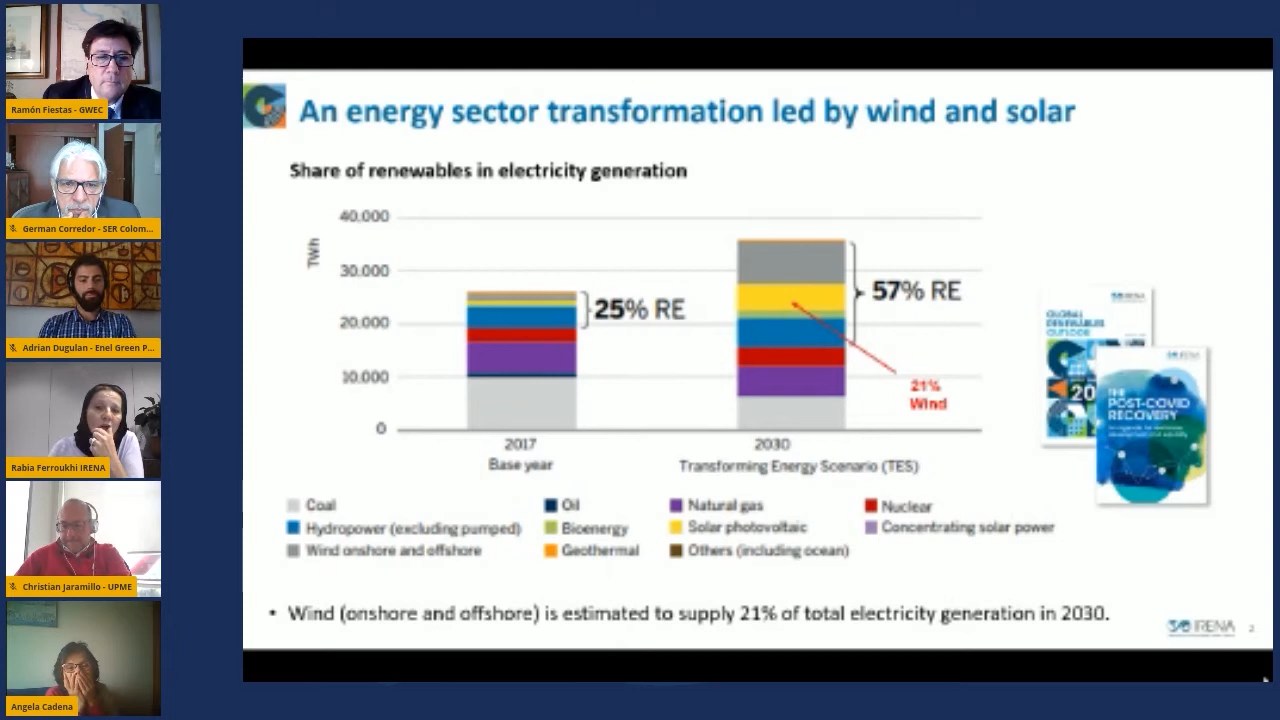 Ramón Fiestas - GWEC
German Corredor - SER Colom...
Adrian Dugulan - Enel Green P...
Rabia Ferroukhi IRENA
Christian Jaramillo - UPME
Angela Cadena
An energy sector transformation led by wind and solar
Share of renewables in electricity generation
TWh
40.000
30.000
20.000
10.000
0
25% RE
57% RE
21%
Wind
2017
Base year
2030
Transforming Energy Scenario (TES)
Coal
Oil
Natural gas
Nuclear
Hydropower (excluding pumped)
Bioenergy
Solar photovoltaic
Concentrating solar power
Wind onshore and offshore
Geothermal
Others (including ocean)
IRENA
GLOBAL
RENEWABLES
OUTLOOK
20
IRENA
THE
POST-COVID
RECOVERY
• Wind (onshore and offshore) is estimated to supply 21% of total electricity generation in 2030.
IRENA
2